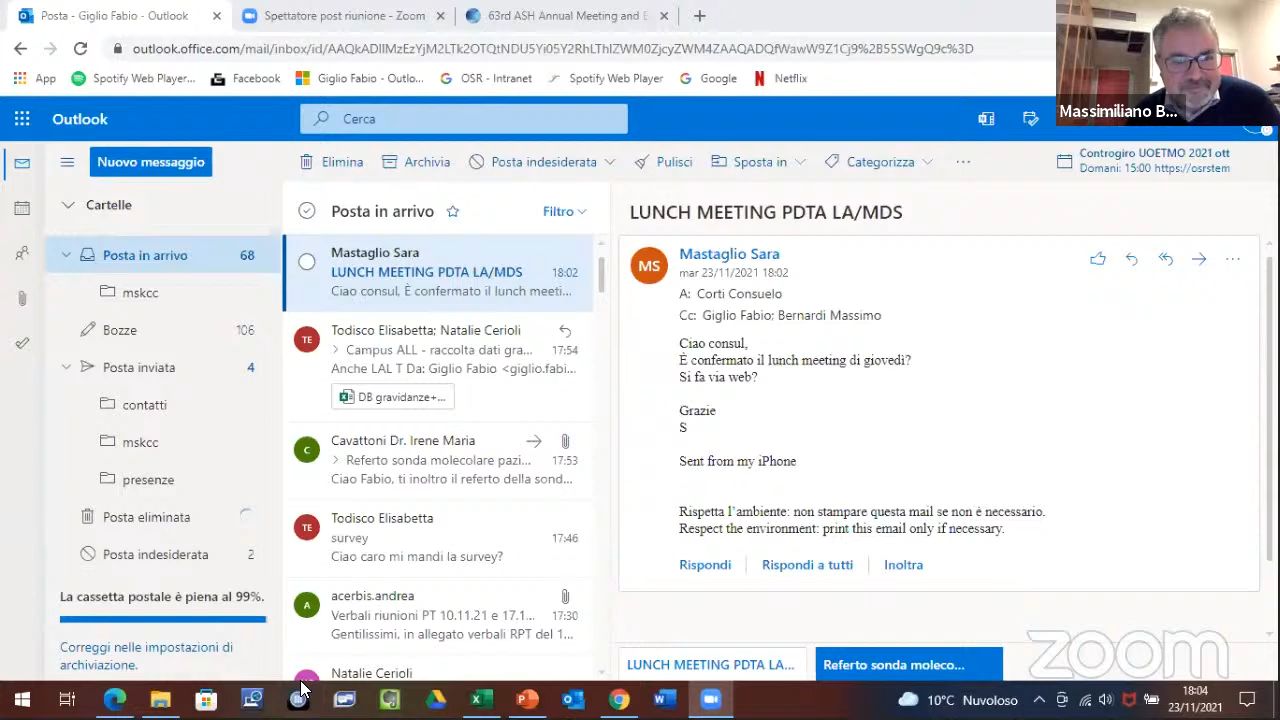 Posta - Giglio Fabio - Outlook
Spettatore post riunione - Zoom
63rd ASH Annual Meeting and E
outlook.office.com/mail/inbox/id/AAQkADIlMzEzYjM2LTk2OTQtNDU5Yi05Y2RhLThlZWM0ZjcyZWM4ZAAQADQfWawW9Z1Cj9%2B55SWgQ9c%3D
App
Spotify Web Player...
Facebook
Giglio Fabio - Outlo...
OSR - Intranet
Spotify Web Player
Google
Netflix
Massimiliano B...
Outlook
Cerca
Nuovo messaggio
Elimina
Archivia
Posta indesiderata
Pulisci
Sposta in
Categorizza
Controgiro UOETMO 2021 ott
Domani: 15:00 https://osrstem
Cartelle
Posta in arrivo 68
mskcc
Bozze 106
Posta inviata 4
contatti
mskcc
presenze
Posta eliminata
Posta indesiderata 2
La cassetta postale è piena al 99%.
Correggi nelle impostazioni di
archiviazione.
Posta in arrivo
Filtro
Mastaglio Sara
LUNCH MEETING PDTA LA/MDS 18:02
Ciao consul, È confermato il lunch meeti...
TE
Todisco Elisabetta; Natalie Cerioli
Campus ALL - raccolta dati gra... 17:54
Anche LAL T Da: Giglio Fabio <giglio.fabi...
DB gravidanze+...
C
Cavattoni Dr. Irene Maria
Referto sonda molecolare pazi... 17:53
Ciao Fabio, ti inoltro il referto della sond...
TE
Todisco Elisabetta
survey 17:46
Ciao caro mi mandi la survey?
A
acerbis.andrea
Verbali riunioni PT 10.11.21 e 17.1... 17:30
Gentilissimi, in allegato verbali RPT del 1...
Natalie Cerioli
LUNCH MEETING PDTA LA/MDS
MS
Mastaglio Sara
mar 23/11/2021 18:02
A: Corti Consuelo
Cc: Giglio Fabio; Bernardi Massimo
Ciao consul,
È confermato il lunch meeting di giovedì?
Si fa via web?
Grazie
S
Sent from my iPhone
Rispetta l'ambiente: non stampare questa mail se non è necessario.
Respect the environment: print this email only if necessary.
Rispondi
Rispondi a tutti
Inoltra
LUNCH MEETING PDTA LA...
Referto sonda moleco...
zoom
10°C Nuvoloso
18:04
23/11/2021